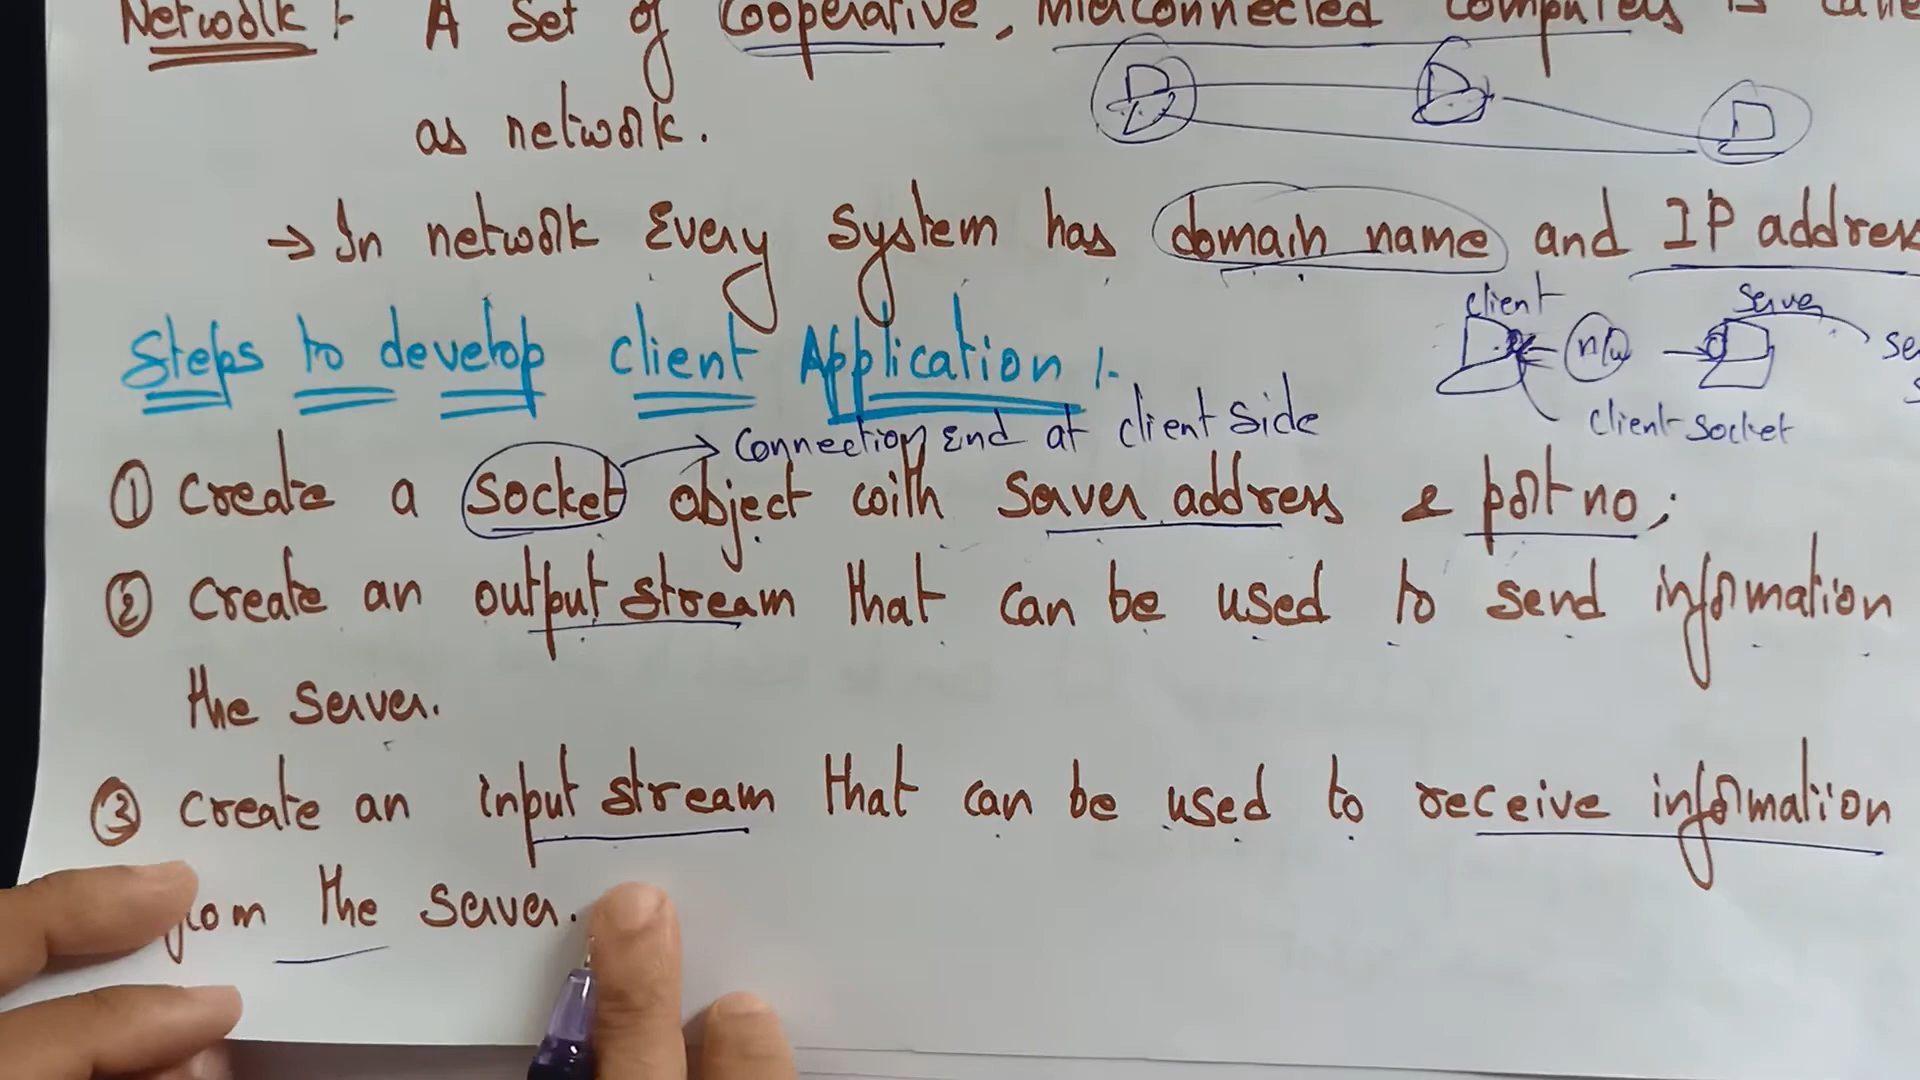 Network :- A Set of Cooperative, interconnected computers is
as network.
→ In network Every system has domain name and IP address
client Server
n/w
Steps to develop client Application :-
client socket
→ Connection End at client side
① create a socket object with Server address & port no ;
② create an output stream that can be used to send information
the Server.
③ create an input stream that can be used to receive information
from the server.